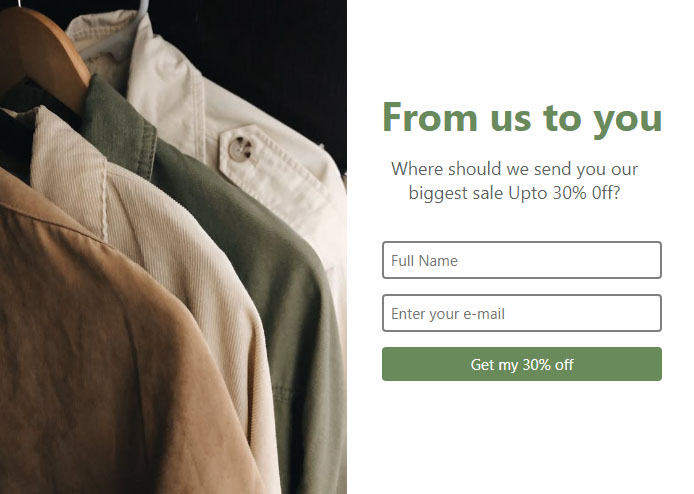 From us to you
Where should we send you our
biggest sale Upto 30% 0ff?
Full Name
Enter your e-mail
Get my 30% off